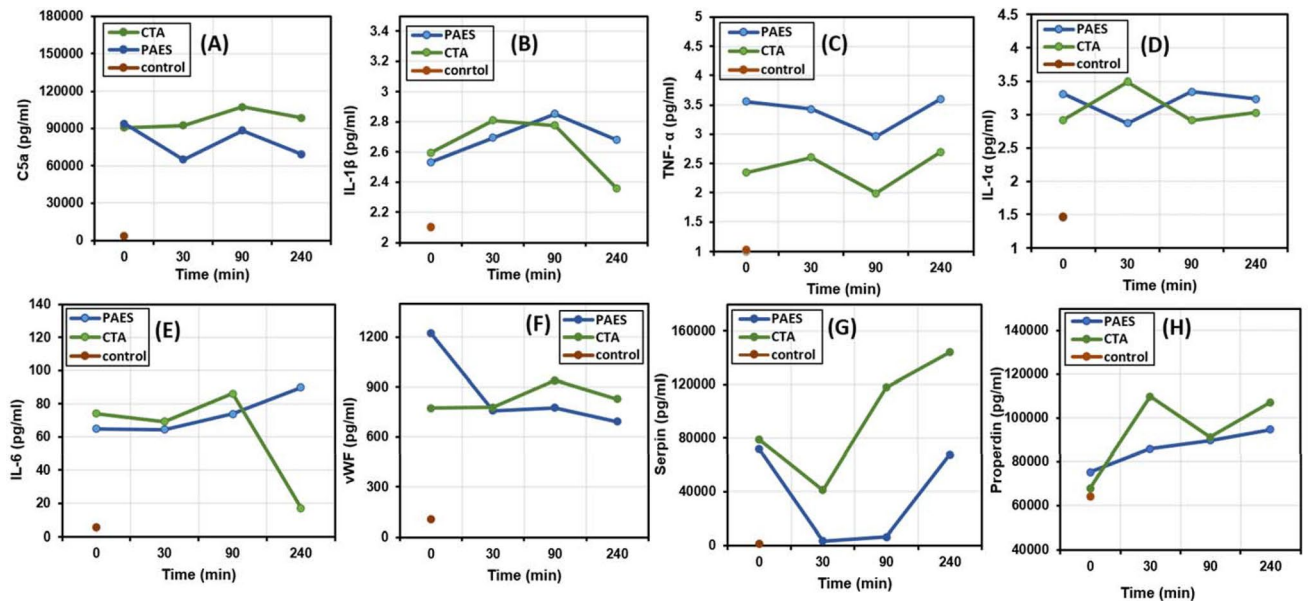 (A)
CTA
PAES
control
180000
150000
120000
90000
60000
30000
0
C5a (pg/ml)
0 30 90 240
Time (min)
(B)
PAES
CTA
conrtol
3.4
3.2
3
2.8
2.6
2.4
2.2
2
IL-1β (pg/ml)
0 30 90 240
Time (min)
(C)
PAES
CTA
control
5
4.5
4
3.5
3
2.5
2
1.5
1
TNF- α (pg/ml)
0 30 90 240
Time (min)
(D)
PAES
CTA
control
4.5
4
3.5
3
2.5
2
1.5
1
IL-1α (pg/ml)
0 30 90 240
Time (min)
(E)
PAES
CTA
control
140
120
100
80
60
40
20
0
IL-6 (pg/ml)
0 30 90 240
Time (min)
(F)
PAES
CTA
control
1200
900
600
300
0
vWF (pg/ml)
0 30 90 240
Time (min)
(G)
PAES
CTA
control
160000
120000
80000
40000
0
Serpin (pg/ml)
0 30 90 240
Time (min)
(H)
PAES
CTA
control
140000
120000
100000
80000
60000
40000
Properdin (pg/ml)
0 30 90 240
Time (min)